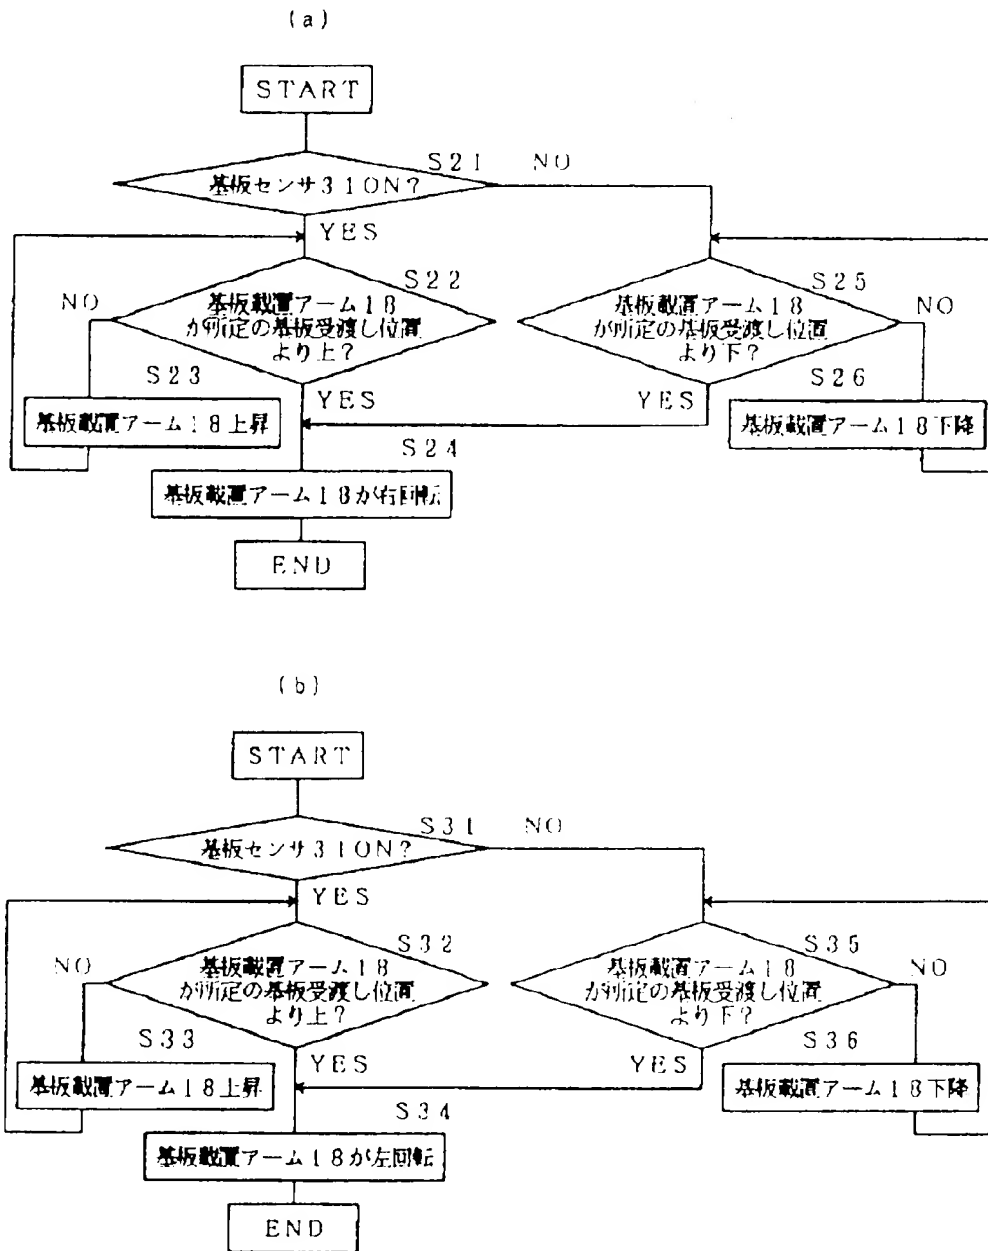 (a)
START
S21 NO
基板センサ31ON?
YES
S22
NO
基板載置アーム18
が所定の基板受渡し位置
より上?
S25
NO
基板載置アーム18
が所定の基板受渡し位置
より下?
S23
YES
YES
S26
基板載置アーム18上昇
基板載置アーム18下降
S24
基板載置アーム18が右回転
END
(b)
START
S31 NO
基板センサ31ON?
YES
S32
NO
基板載置アーム18
が所定の基板受渡し位置
より上?
S35
NO
基板載置アーム18
が所定の基板受渡し位置
より下?
S33
YES
YES
S36
基板載置アーム18上昇
基板載置アーム18下降
S34
基板載置アーム18が左回転
END